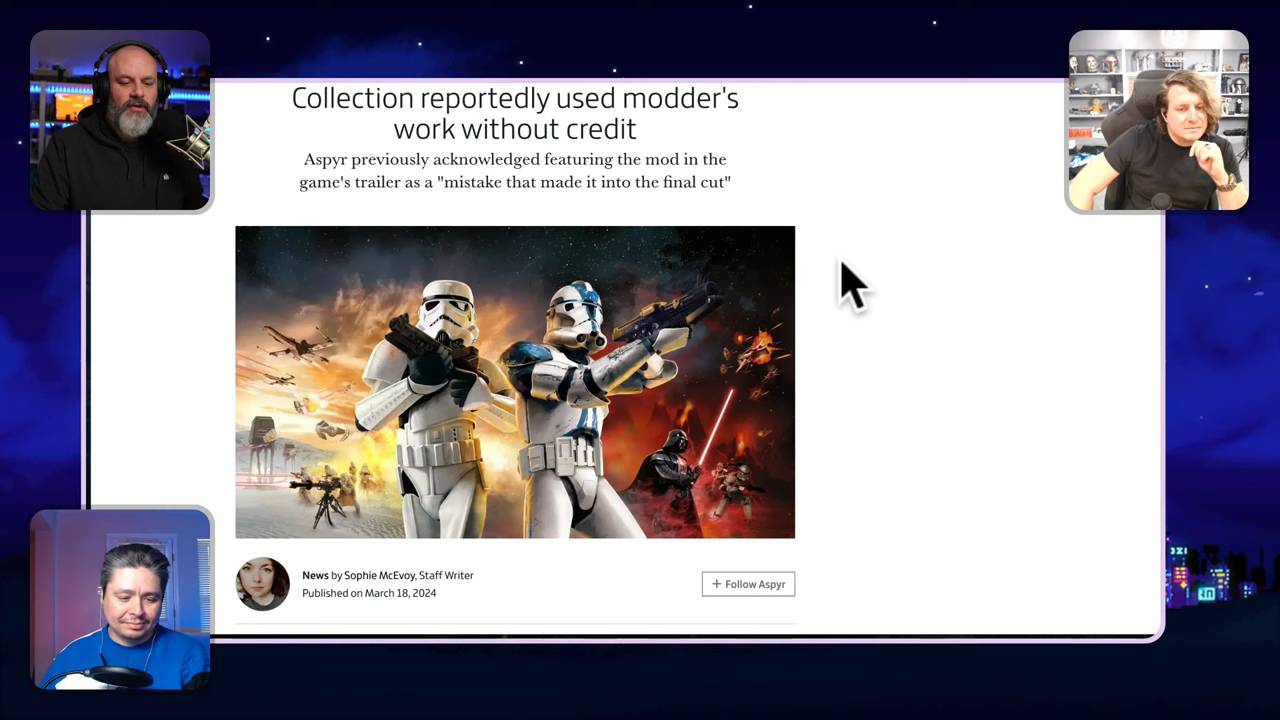 Collection reportedly used modder's
work without credit
Aspyr previously acknowledged featuring the mod in the
game's trailer as a "mistake that made it into the final cut"
News by Sophie McEvoy, Staff Writer
Published on March 18, 2024
+ Follow Aspyr